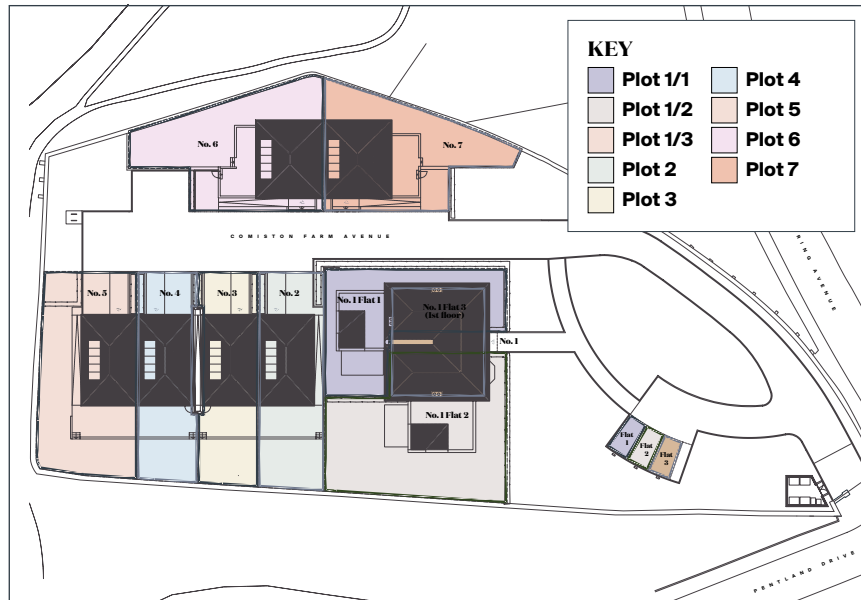 KEY
Plot 1/1
Plot 1/2
Plot 1/3
Plot 2
Plot 3
Plot 4
Plot 5
Plot 6
Plot 7
No. 6
No. 7
COMISTON FARM AVENUE
RING AVENUE
No. 5
No. 4
No. 3
No. 2
No. 1 Flat 1
No. 1 Flat 3
(1st floor)
No. 1
No. 1 Flat 2
Flat
1
Flat
2
Flat
3
PENTLAND DRIVE